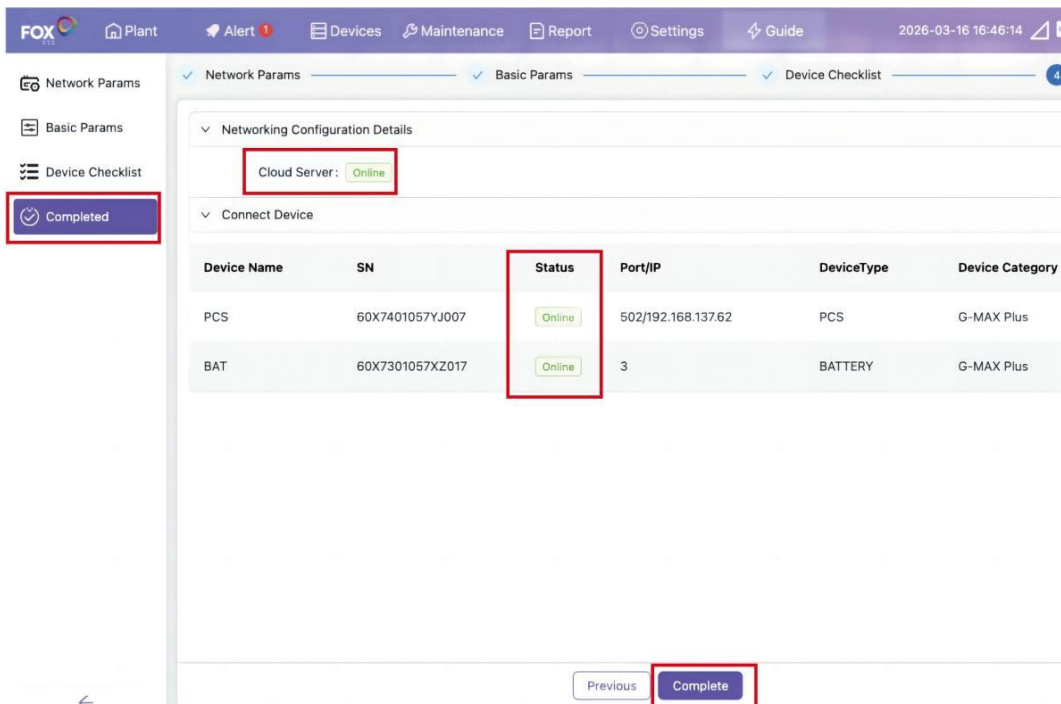 FOX ESS Plant Alert 1 Devices Maintenance Report Settings Guide 2026-03-16 16:46:14
Network Params
Basic Params
Device Checklist
Completed
Network Params Basic Params Device Checklist 4
Networking Configuration Details
Cloud Server: Online
Connect Device
Device Name SN Status Port/IP DeviceType Device Category
PCS 60X7401057YJ007 Online 502/192.168.137.62 PCS G-MAX Plus
BAT 60X7301057XZ017 Online 3 BATTERY G-MAX Plus
Previous Complete